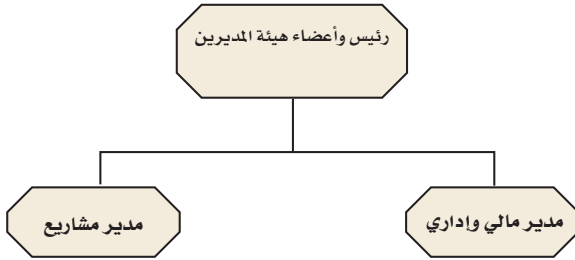 رئيس وأعضاء هيئة المديرين
مدير مالي وإداري
مدير مشاريع